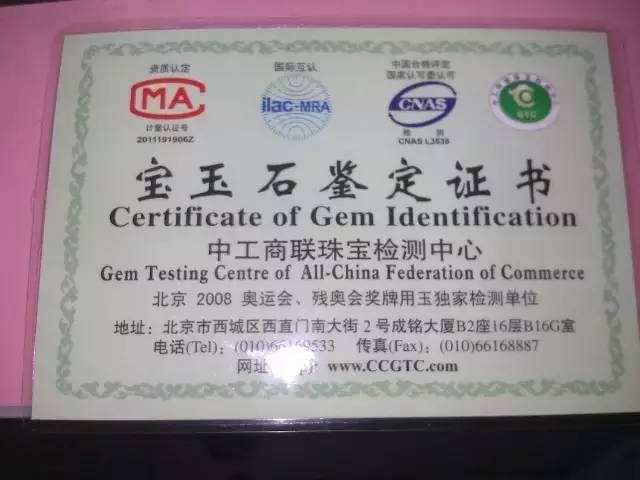 资质认定
国际互认
中国合格评定
国家认可委认可
CMA
ilac-MRA
CNAS
计量认证号
2011191906Z
检 测
CNAS L3638
宝玉石鉴定证书
Certificate of Gem Identification
中工商联珠宝检测中心
Gem Testing Centre of All-China Federation of Commerce
北京 2008 奥运会、残奥会奖牌用玉独家检测单位
地址：北京市西城区西直门南大街 2 号成铭大厦B2座16层B16G室
电话(Tel)： 传真(Fax)：(010)66168887
网址 www.CCGTC.com